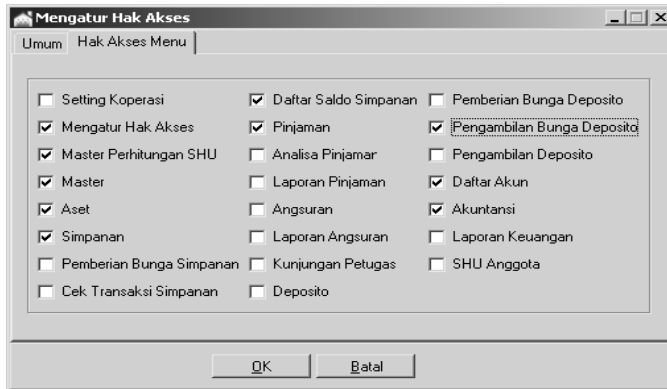 Mengatur Hak Akses
Umum Hak Akses Menu
Setting Koperasi
Mengatur Hak Akses
Master Perhitungan SHU
Master
Aset
Simpanan
Pemberian Bunga Simpanan
Cek Transaksi Simpanan
Daftar Saldo Simpanan
Pinjaman
Analisa Pinjamar
Laporan Pinjaman
Angsuran
Laporan Angsuran
Kunjungan Petugas
Deposito
Pemberian Bunga Deposito
Pengambilan Bunga Deposito
Pengambilan Deposito
Daftar Akun
Akuntansi
Laporan Keuangan
SHU Anggota
OK Batal